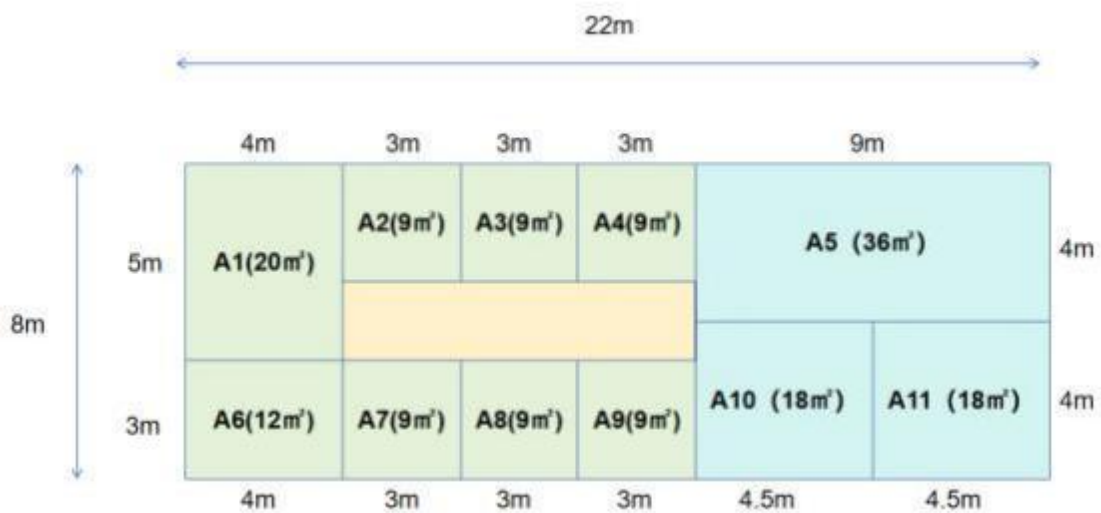 22m
4m 3m 3m 3m 9m
A1(20㎡) A2(9㎡) A3(9㎡) A4(9㎡) A5 (36㎡)
5m 4m
8m
A6(12㎡) A7(9㎡) A8(9㎡) A9(9㎡) A10 (18㎡) A11 (18㎡)
3m 4m
4m 3m 3m 3m 4.5m 4.5m